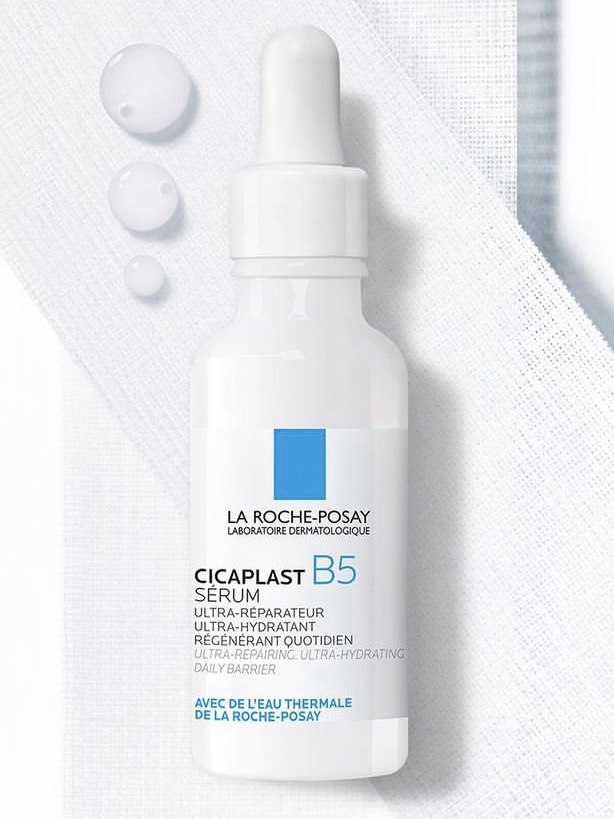 LA ROCHE-POSAY
LABORATOIRE DERMATOLOGIQUE
CICAPLAST B5
SÉRUM
ULTRA-RÉPARATEUR
ULTRA-HYDRATANT
RÉGÉNÉRANT QUOTIDIEN
ULTRA-REPAIRING. ULTRA-HYDRATING
DAILY BARRIER
AVEC DE L'EAU THERMALE
DE LA ROCHE-POSAY